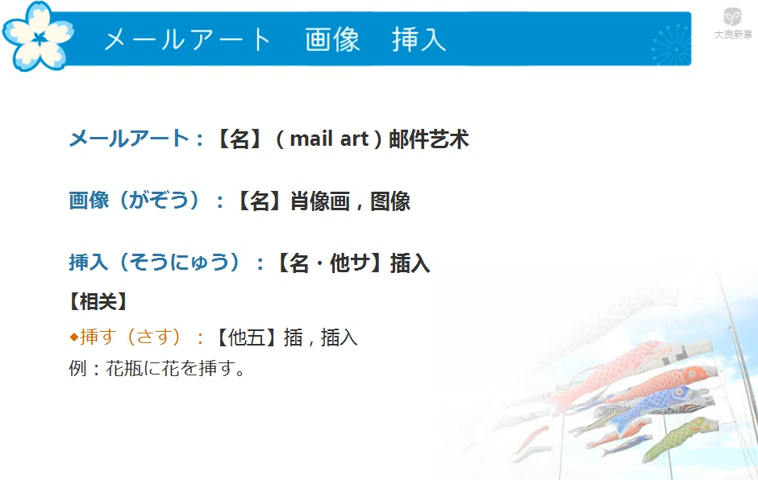 メールアート　画像　挿入
大良新素
メールアート：【名】（mail art）邮件艺术
画像（がぞう）：【名】肖像画，图像
挿入（そうにゅう）：【名・他サ】插入
【相关】
◆挿す（さす）：【他五】插，插入
例：花瓶に花を挿す。